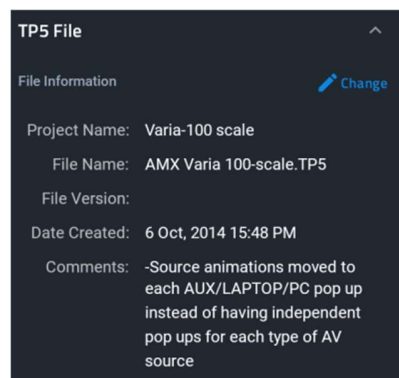 TP5 File
File Information
Change
Project Name: Varia-100 scale
File Name: AMX Varia 100-scale.TP5
File Version:
Date Created: 6 Oct, 2014 15:48 PM
Comments: -Source animations moved to
each AUX/LAPTOP/PC pop up
instead of having independent
pop ups for each type of AV
source